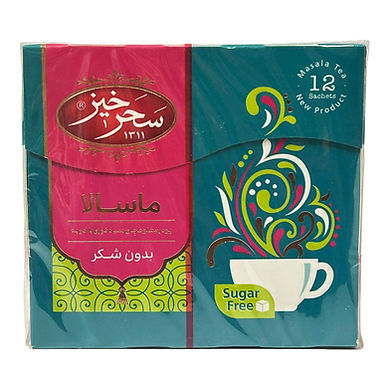 سحرخیز
®
۱۳۱۱
ماسالا
بدون شکر
Masala Tea
12
Sachets
New Product
Sugar
Free